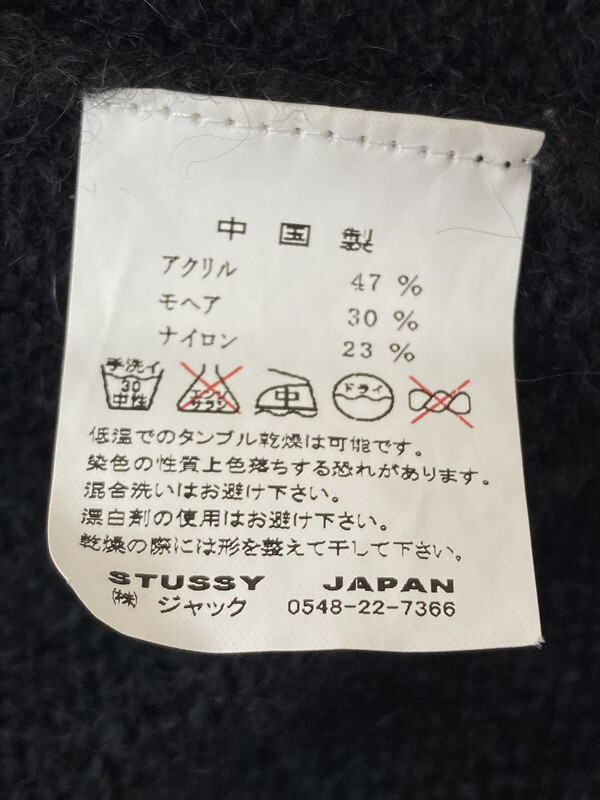 中国製
アクリル 47%
モヘア 30%
ナイロン 23%
手洗イ 30 中性 エンソ サラシ 中 ドライ
低温でのタンブル乾燥は可能です。
染色の性質上色落ちする恐れがあります。
混合洗いはお避け下さい。
漂白剤の使用はお避け下さい。
乾燥の際には形を整えて干して下さい。
STUSSY JAPAN
㈱ ジャック 0548-22-7366